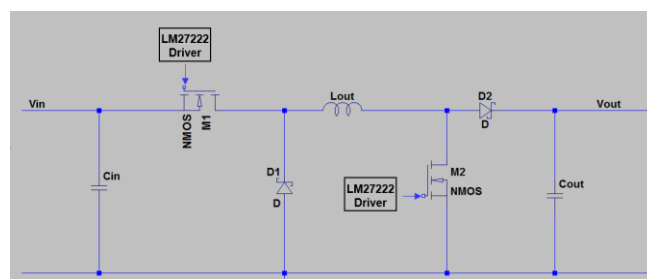 LM27222
Driver
Vin
NMOS
M1
Lout
D2
D
Vout
Cin
D1
D
LM27222
Driver
M2
NMOS
Cout